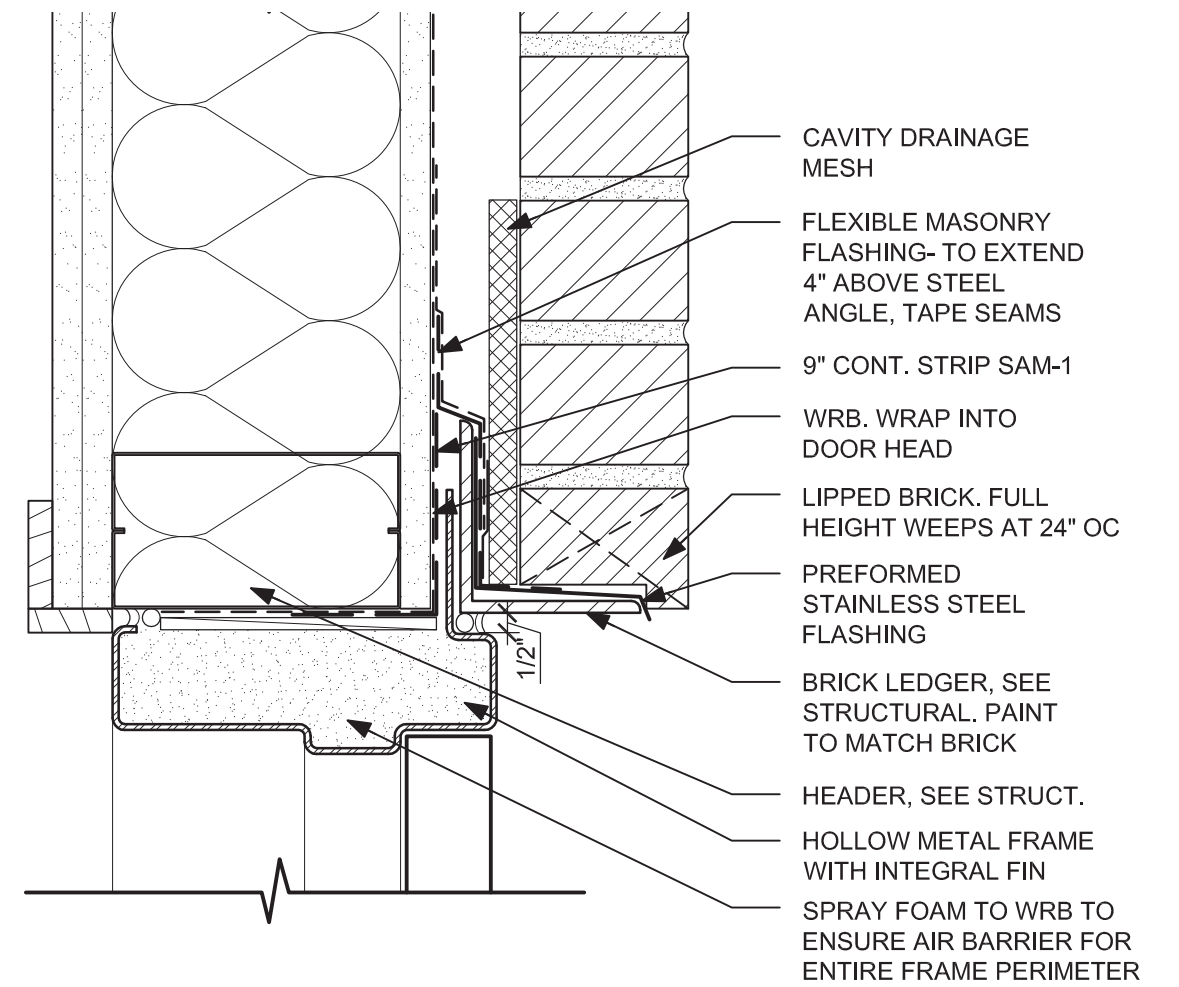 CAVITY DRAINAGE
MESH
FLEXIBLE MASONRY
FLASHING- TO EXTEND
4" ABOVE STEEL
ANGLE, TAPE SEAMS
9" CONT. STRIP SAM-1
WRB. WRAP INTO
DOOR HEAD
LIPPED BRICK. FULL
HEIGHT WEEPS AT 24" OC
PREFORMED
STAINLESS STEEL
FLASHING
1/2"
BRICK LEDGER, SEE
STRUCTURAL. PAINT
TO MATCH BRICK
HEADER, SEE STRUCT.
HOLLOW METAL FRAME
WITH INTEGRAL FIN
SPRAY FOAM TO WRB TO
ENSURE AIR BARRIER FOR
ENTIRE FRAME PERIMETER